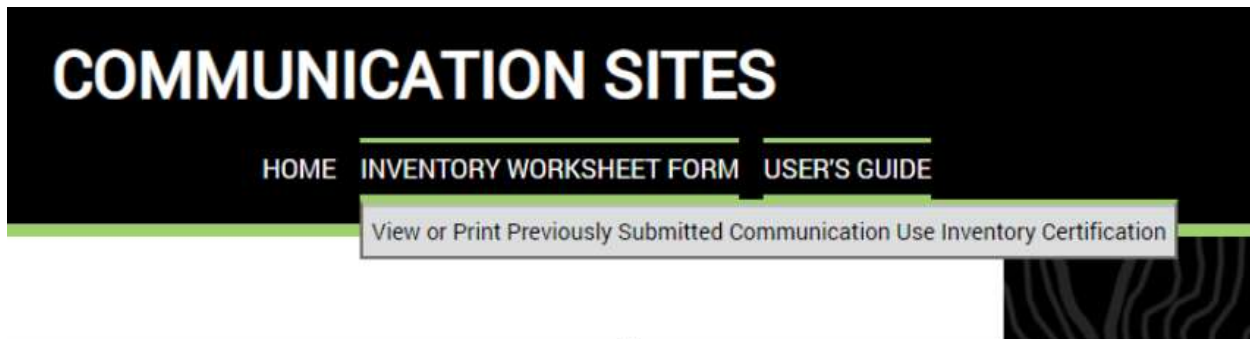 COMMUNICATION SITES
HOME INVENTORY WORKSHEET FORM USER'S GUIDE
View or Print Previously Submitted Communication Use Inventory Certification